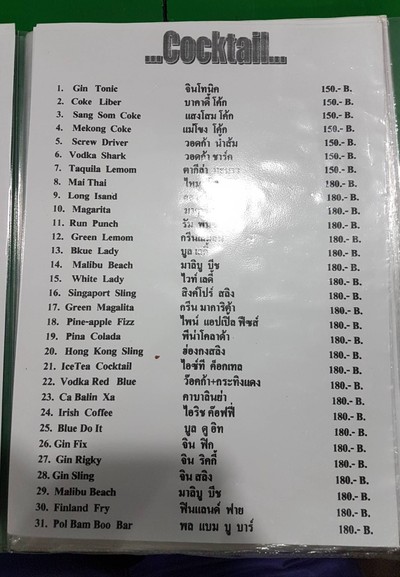 ...Cocktail...
1. Gin Tonic จินโทนิค 150.- B.
2. Coke Liber บาคาดี้ โค้ก 150.- B.
3. Sang Som Coke แสงโสม โค้ก 150.- B.
4. Mekong Coke แม่โขง โค้ก 150.- B.
5. Screw Driver วอดก้า น้ำส้ม 150.- B.
6. Vodka Shark วอดก้า ชาร์ค 150.- B.
7. Taquila Lemom 150.- B.
8. Mai Thai 180.- B.
9. Long Isand 180.- B.
10. Magarita 180.- B.
11. Run Punch รัม พันช์ 180.- B.
12. Green Lemom 180.- B.
13. Bkue Lady บูล เลดี้ 180.- B.
14. Malibu Beach มาลิบู บีช 180.- B.
15. White Lady ไวท์ เลดี้ 180.- B.
16. Singaport Sling สิงค์โปร์ สลิง 180.- B.
17. Green Magalita กรีน มาการิต้า 180.- B.
18. Pine-apple Fizz ไพน์ แอปเปิ้ล ฟีซส์ 180.- B.
19. Pina Colada พีน่าโคลาด้า 180.- B.
20. Hong Kong Sling ฮ่องกงสลิง 180.- B.
21. IceTea Cocktail ไอซ์ที ค็อกเทล 180.- B.
22. Vodka Red Blue ว๊อดก้า+กระทิงแดง 180.- B.
23. Ca Balin Xa คาบาลินย่า 180.- B.
24. Irish Coffee ไอริช ค๊อฟฟี่ 180.- B.
25. Blue Do It บูล ดู อิท 180.- B.
26. Gin Fix จิน ฟิก 180.- B.
27. Gin Rigky จิน ริคกี้ 180.- B.
28. Gin Sling จิน สลิง 180.- B.
29. Malibu Beach มาลิบู บีช 180.- B.
30. Finland Fry ฟินแลนด์ ฟาย 180.- B.
31. Pol Bam Boo Bar พล แบม บู บาร์ 180.- B.